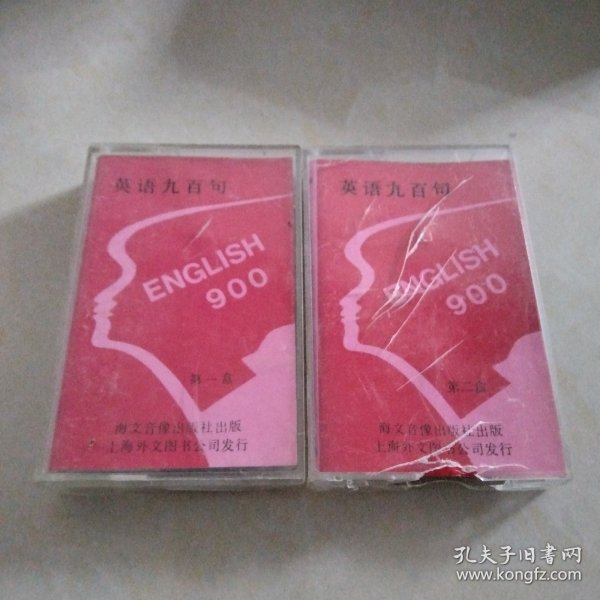 英语九百句
ENGLISH
900
第一盒
海文音像出版社出版
上海外文图书公司发行
英语九百句
ENGLISH
900
第二盒
海文音像出版社出版
上海外文图书公司发行
孔夫子旧书网
www.kongfz.com